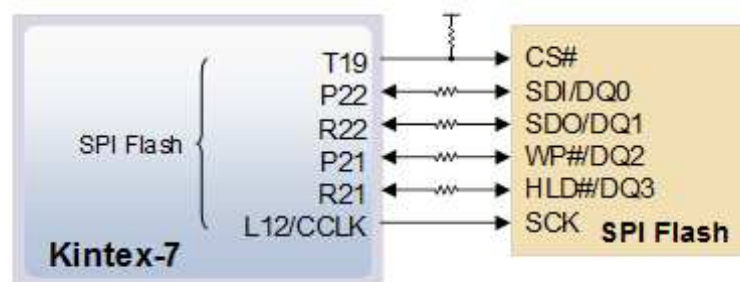 T19
P22
R22
P21
R21
L12/CCLK
SPI Flash
Kintex-7
CS#
SDI/DQ0
SDO/DQ1
WP#/DQ2
HLD#/DQ3
SCK
SPI Flash